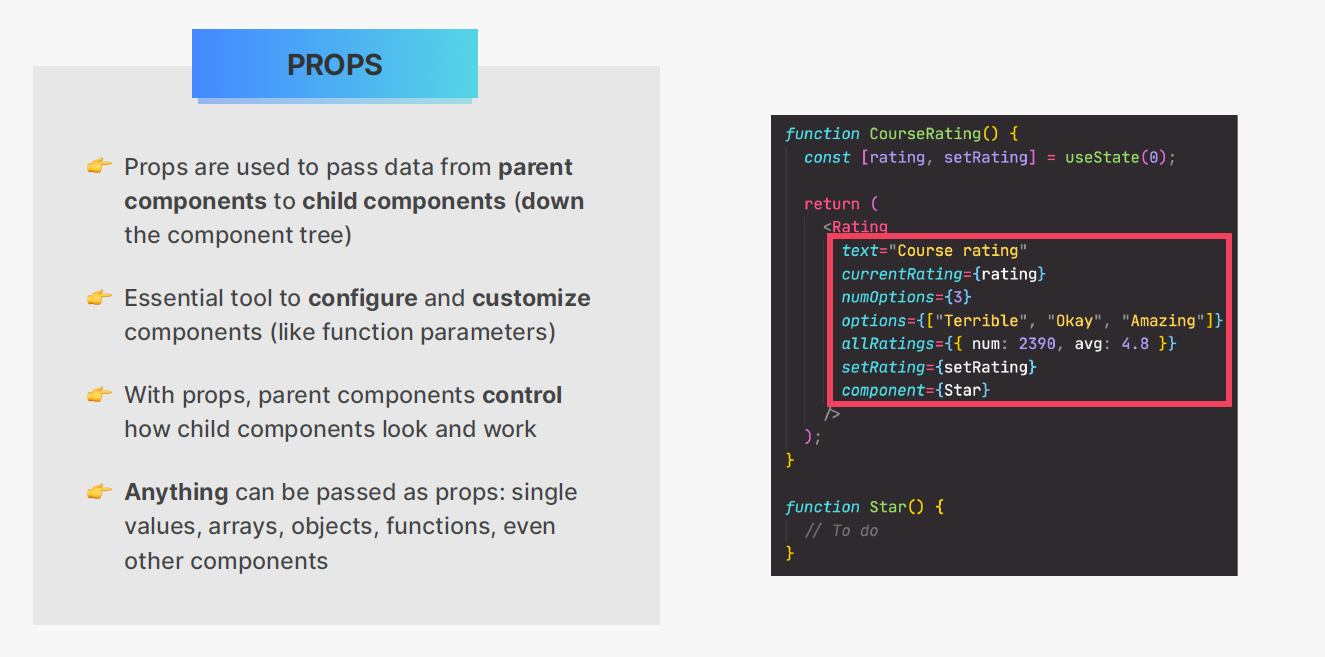 PROPS
👉 Props are used to pass data from parent
components to child components (down
the component tree)
👉 Essential tool to configure and customize
components (like function parameters)
👉 With props, parent components control
how child components look and work
👉 Anything can be passed as props: single
values, arrays, objects, functions, even
other components
function CourseRating() {
  const [rating, setRating] = useState(0);
  return (
    <Rating
      text="Course rating"
      currentRating={rating}
      numOptions={3}
      options={["Terrible", "Okay", "Amazing"]}
      allRatings={{ num: 2390, avg: 4.8 }}
      setRating={setRating}
      component={Star}
    />
  );
}
function Star() {
  // To do
}